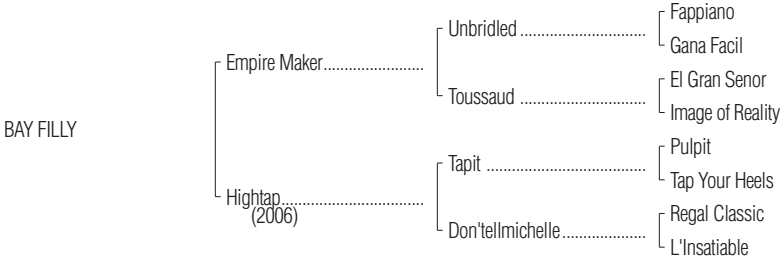 Fappiano
Unbridled ..............................
Gana Facil
Empire Maker........................
El Gran Senor
Toussaud ..............................
Image of Reality
BAY FILLY
Pulpit
Tapit ......................................
Tap Your Heels
Hightap..................................
(2006)
Regal Classic
Don'tellmichelle....................
L'Insatiable